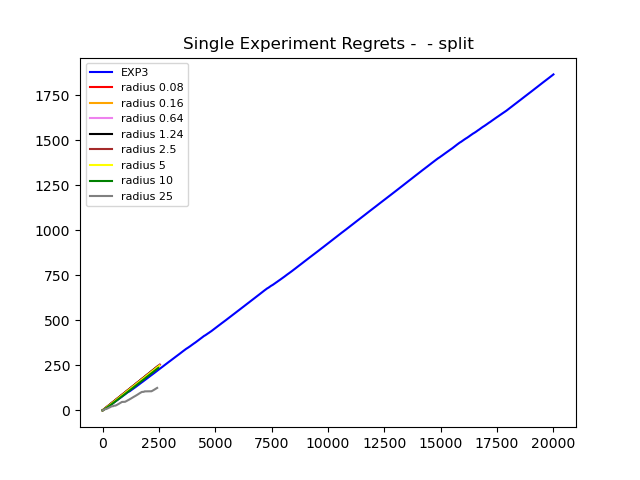 Single Experiment Regrets -  - split
EXP3
radius 0.08
radius 0.16
radius 0.64
radius 1.24
radius 2.5
radius 5
radius 10
radius 25
1750
1500
1250
1000
750
500
250
0
0 2500 5000 7500 10000 12500 15000 17500 20000